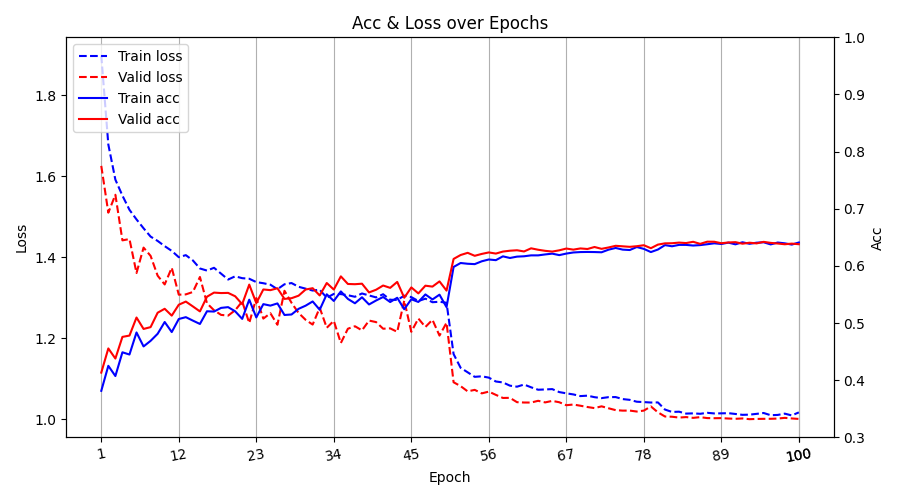 Acc & Loss over Epochs
Train loss
Valid loss
Train acc
Valid acc
Loss
1.8
1.6
1.4
1.2
1.0
Acc
1.0
0.9
0.8
0.7
0.6
0.5
0.4
0.3
1 12 23 34 45 56 67 78 89 100
Epoch